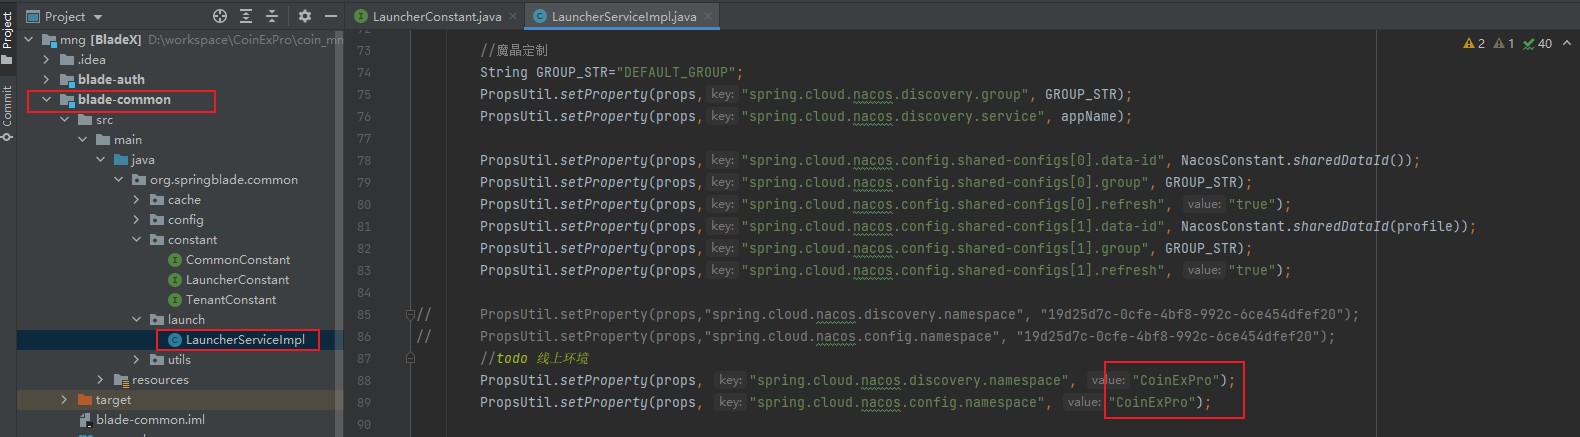 Project
Commit
Project
mng [BladeX] D:\workspace\CoinExPro\coin_mn
.idea
blade-auth
blade-common
src
main
java
org.springblade.common
cache
config
constant
CommonConstant
LauncherConstant
TenantConstant
launch
LauncherServiceImpl
utils
resources
target
blade-common.iml
LauncherConstant.java
LauncherServiceImpl.java
2 1 40
73 //魔晶定制
74 String GROUP_STR="DEFAULT_GROUP";
75 PropsUtil.setProperty(props, key: "spring.cloud.nacos.discovery.group", GROUP_STR);
76 PropsUtil.setProperty(props, key: "spring.cloud.nacos.discovery.service", appName);
77
78 PropsUtil.setProperty(props, key: "spring.cloud.nacos.config.shared-configs[0].data-id", NacosConstant.sharedDataId());
79 PropsUtil.setProperty(props, key: "spring.cloud.nacos.config.shared-configs[0].group", GROUP_STR);
80 PropsUtil.setProperty(props, key: "spring.cloud.nacos.config.shared-configs[0].refresh", value: "true");
81 PropsUtil.setProperty(props, key: "spring.cloud.nacos.config.shared-configs[1].data-id", NacosConstant.sharedDataId(profile));
82 PropsUtil.setProperty(props, key: "spring.cloud.nacos.config.shared-configs[1].group", GROUP_STR);
83 PropsUtil.setProperty(props, key: "spring.cloud.nacos.config.shared-configs[1].refresh", value: "true");
84
85 // PropsUtil.setProperty(props,"spring.cloud.nacos.discovery.namespace", "19d25d7c-0cfe-4bf8-992c-6ce454dfef20");
86 // PropsUtil.setProperty(props,"spring.cloud.nacos.config.namespace", "19d25d7c-0cfe-4bf8-992c-6ce454dfef20");
87 //todo 线上环境
88 PropsUtil.setProperty(props, key: "spring.cloud.nacos.discovery.namespace", value: "CoinExPro");
89 PropsUtil.setProperty(props, key: "spring.cloud.nacos.config.namespace", value: "CoinExPro");
90